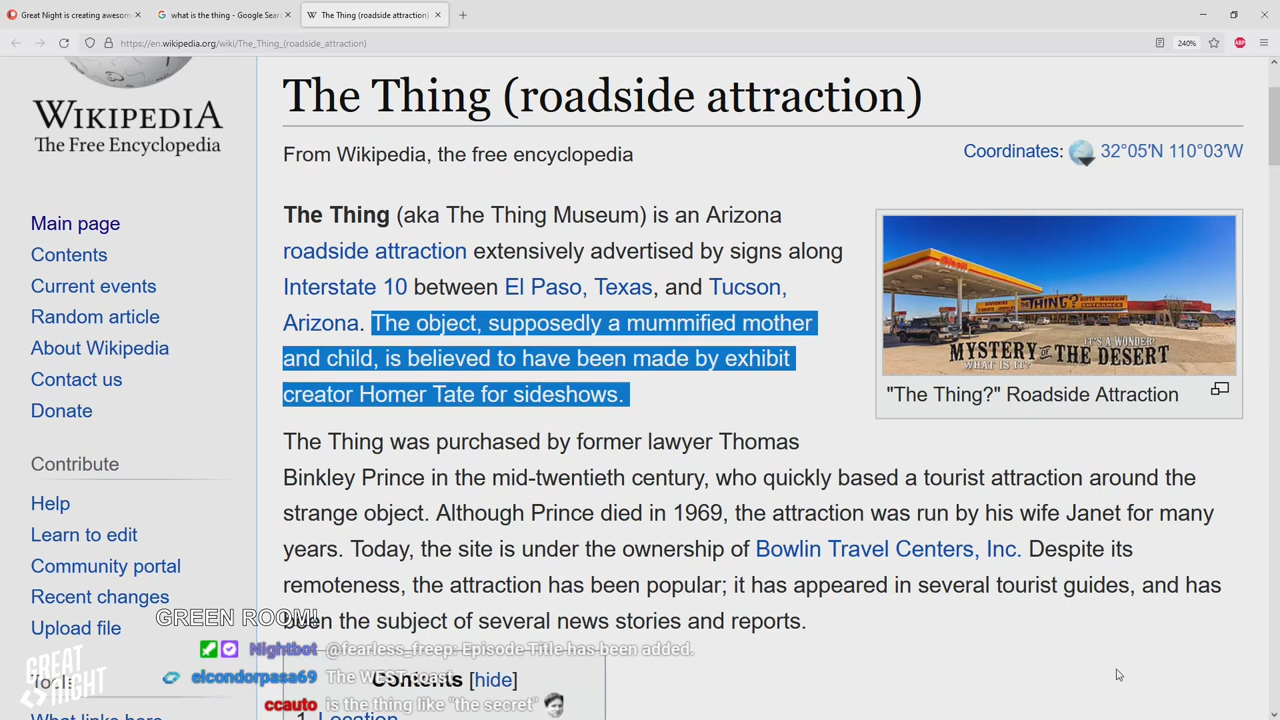 Great Night is creating awesom
what is the thing - Google Sear
The Thing (roadside attraction)
https://en.wikipedia.org/wiki/The_Thing_(roadside_attraction)
240%
ABP
WIKIPEDIA
The Free Encyclopedia
Main page
Contents
Current events
Random article
About Wikipedia
Contact us
Donate
Contribute
Help
Learn to edit
Community portal
Recent changes
Upload file
Tools
What links here
The Thing (roadside attraction)
From Wikipedia, the free encyclopedia
Coordinates: 32°05′N 110°03′W
The Thing (aka The Thing Museum) is an Arizona
roadside attraction extensively advertised by signs along
Interstate 10 between El Paso, Texas, and Tucson,
Arizona. The object, supposedly a mummified mother
and child, is believed to have been made by exhibit
creator Homer Tate for sideshows.
THE THING?
ENTRANCE
MYSTERY OF THE DESERT
WHAT IS IT?
IT'S A WONDER!
"The Thing?" Roadside Attraction
The Thing was purchased by former lawyer Thomas
Binkley Prince in the mid-twentieth century, who quickly based a tourist attraction around the
strange object. Although Prince died in 1969, the attraction was run by his wife Janet for many
years. Today, the site is under the ownership of Bowlin Travel Centers, Inc. Despite its
remoteness, the attraction has been popular; it has appeared in several tourist guides, and has
been the subject of several news stories and reports.
Contents [hide]
1 Location
GREEN ROOM!
Nightbot @fearless_freep: Episode Title has been added.
elcondorpasa69 The WEST coast
ccauto is the thing like "the secret"
GREAT
NIGHT